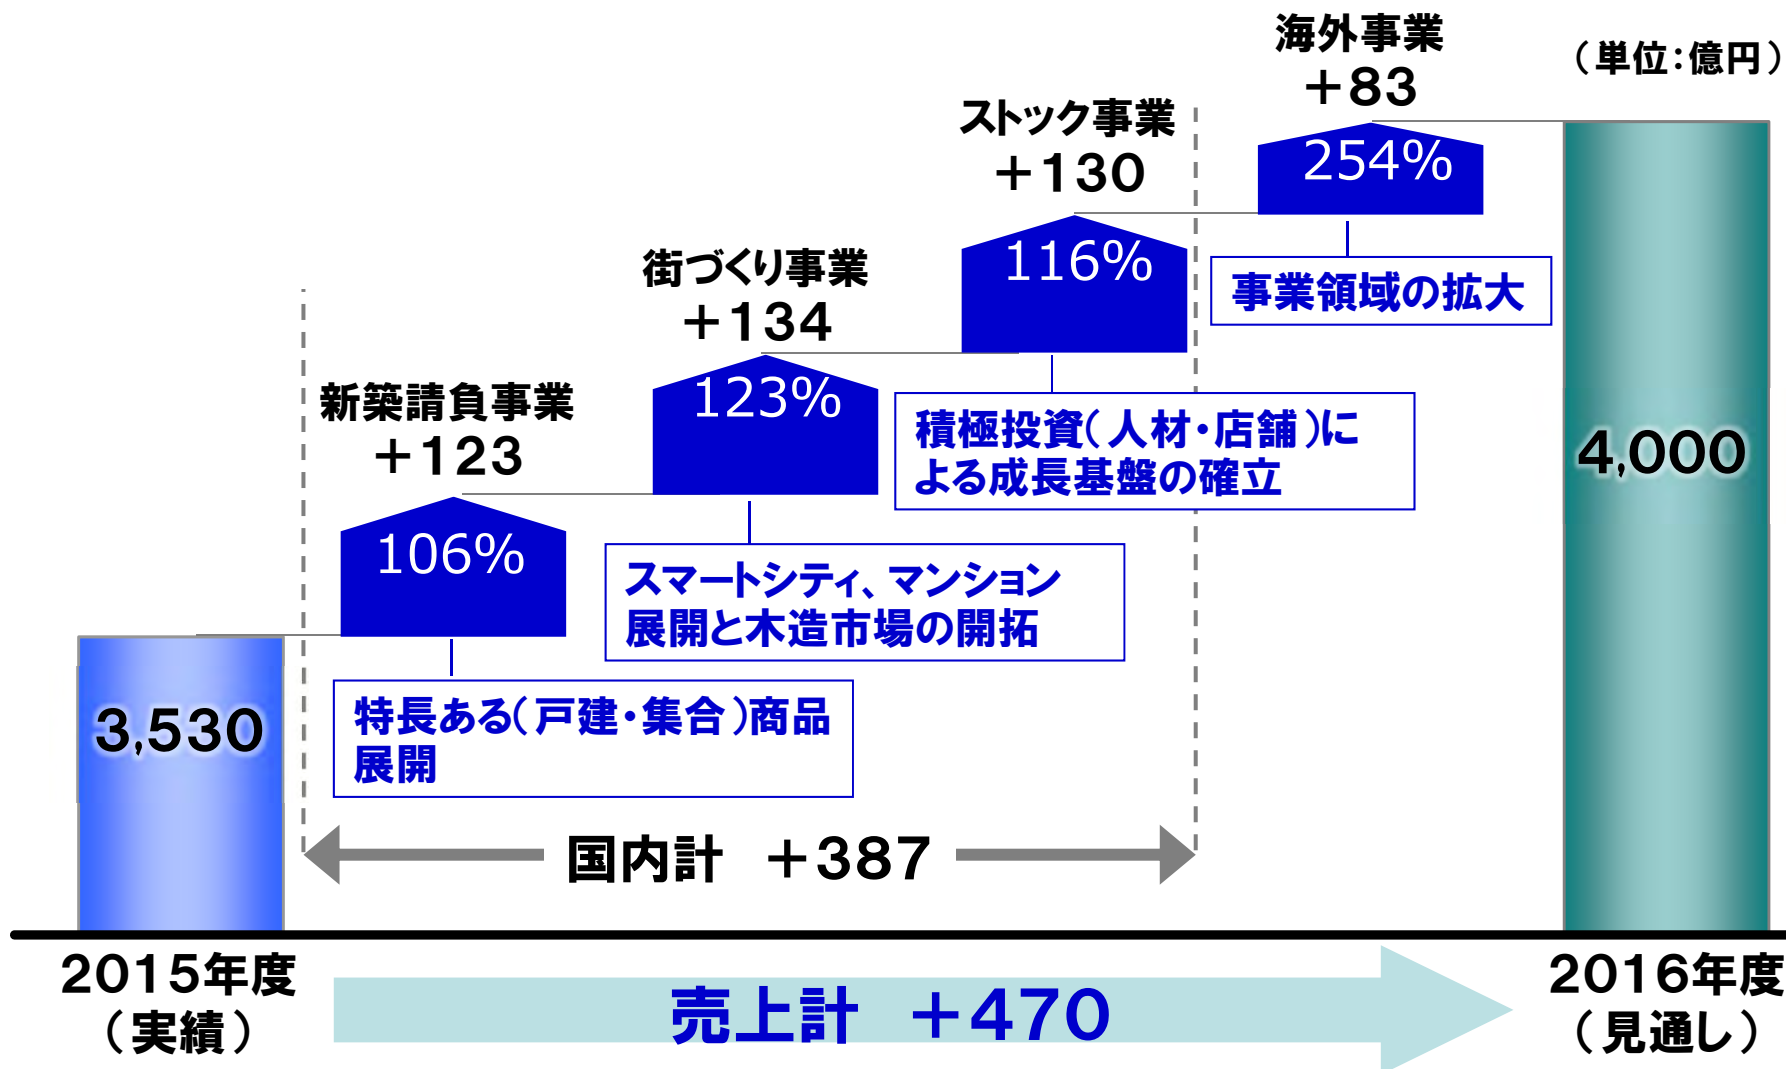 （単位：億円）
海外事業
＋83
254%
事業領域の拡大
ストック事業
＋130
116%
積極投資（人材・店舗）に
よる成長基盤の確立
街づくり事業
＋134
123%
スマートシティ、マンション
展開と木造市場の開拓
新築請負事業
＋123
106%
特長ある（戸建・集合）商品
展開
3,530
4,000
国内計　＋387
2015年度
（実績）
売上計　＋470
2016年度
（見通し）